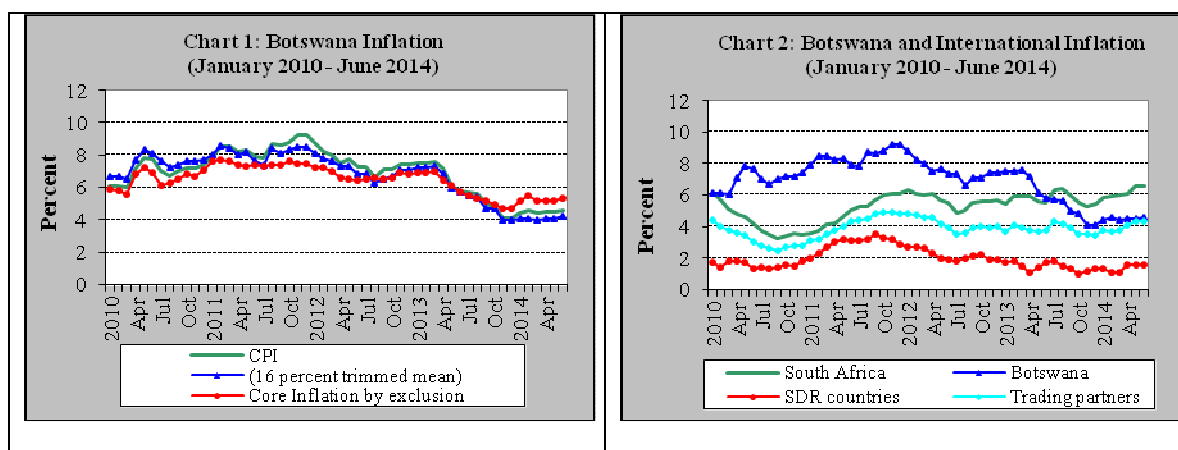 Chart 1: Botswana Inflation
(January 2010 - June 2014)
12
10
8
6
4
2
0
Percent
2010
Apr
Jul
Oct
2011
Apr
Jul
Oct
2012
Apr
Jul
Oct
2013
Apr
Jul
Oct
2014
Apr
CPI
(16 percent trimmed mean)
Core Inflation by exclusion
Chart 2: Botswana and International Inflation
(January 2010 - June 2014)
12
10
8
6
4
2
0
Percent
2010
Apr
Jul
Oct
2011
Apr
Jul
Oct
2012
Apr
Jul
Oct
2013
Apr
Jul
Oct
2014
Apr
South Africa
Botswana
SDR countries
Trading partners